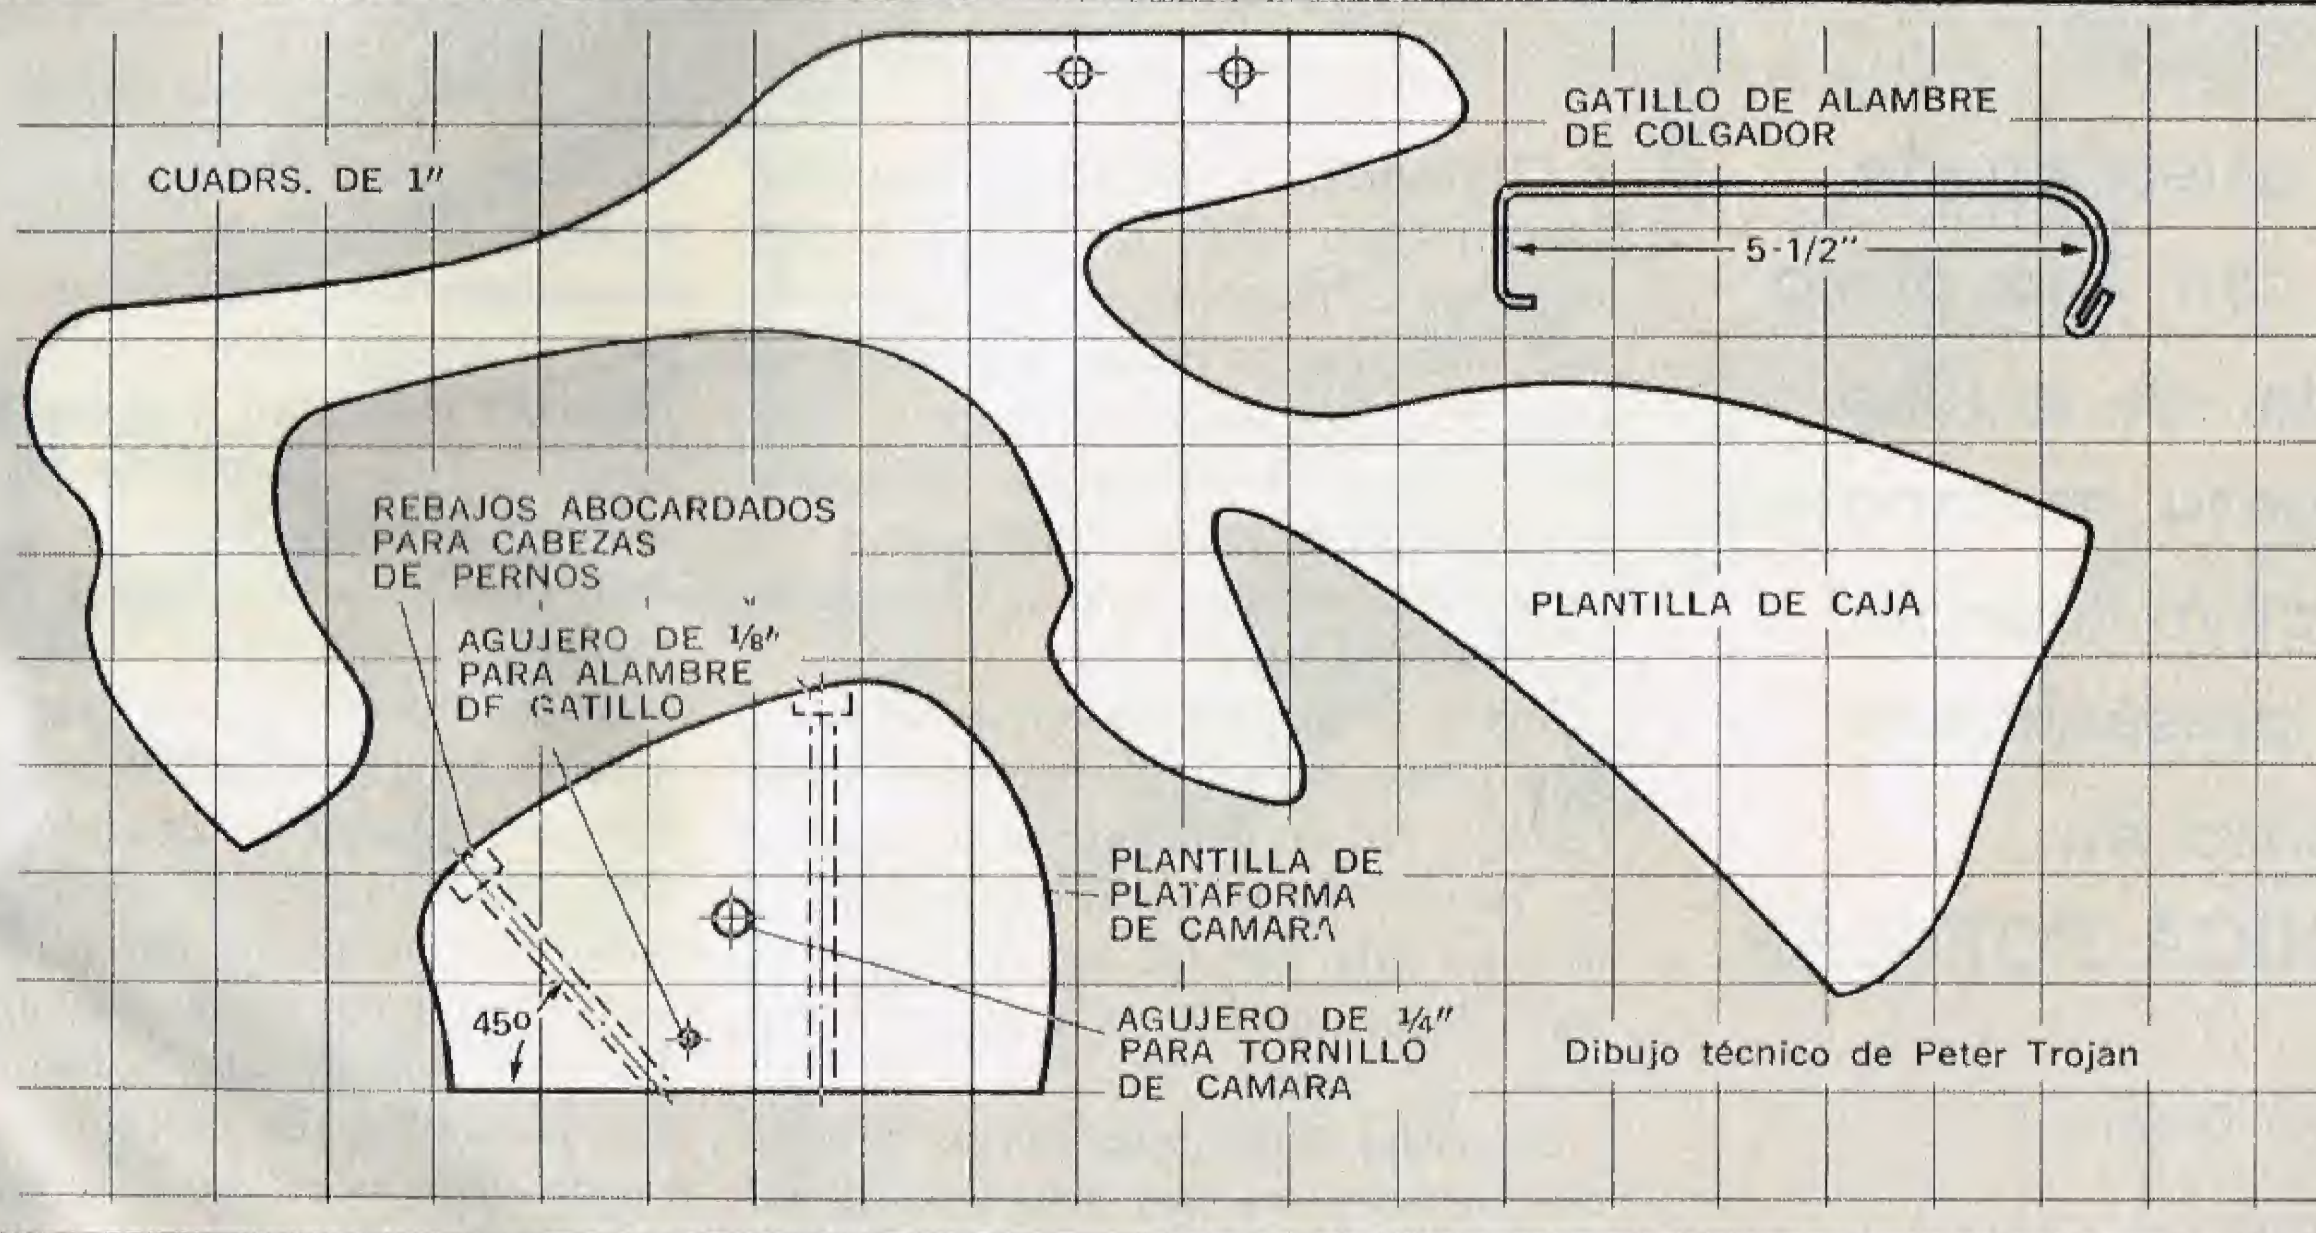 CUADRS. DE 1"
GATILLO DE ALAMBRE
DE COLGADOR
5-1/2"
REBAJOS ABOCARDADOS
PARA CABEZAS
DE PERNOS
AGUJERO DE 1/8"
PARA ALAMBRE
DE GATILLO
PLANTILLA DE CAJA
45º
PLANTILLA DE
PLATAFORMA
DE CAMARA
AGUJERO DE 1/4"
PARA TORNILLO
DE CAMARA
Dibujo técnico de Peter Trojan